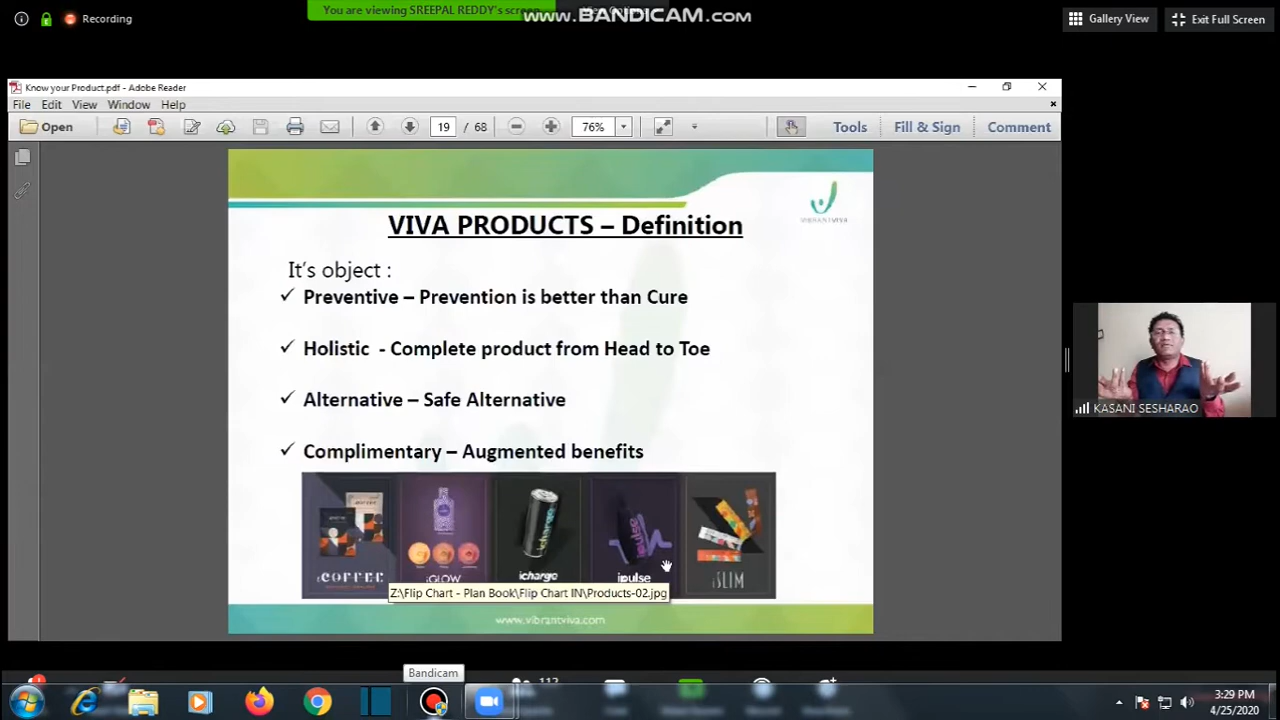 Recording
You are viewing SREEPAL REDDY's screen
WWW.BANDICAM.COM
Gallery View
Exit Full Screen
Know your Product.pdf - Adobe Reader
File Edit View Window Help
Open
19 / 68
76%
Tools
Fill & Sign
Comment
VIBRANTVIVA
VIVA PRODUCTS – Definition
It's object :
✓ Preventive – Prevention is better than Cure
✓ Holistic - Complete product from Head to Toe
✓ Alternative – Safe Alternative
✓ Complimentary – Augmented benefits
iCOFFEE
iGLOW
icharge
ipulse
iSLIM
Z:\Flip Chart - Plan Book\Flip Chart IN\Products-02.jpg
www.vibrantviva.com
KASANI SESHARAO
Bandicam
112
3:29 PM
4/25/2020